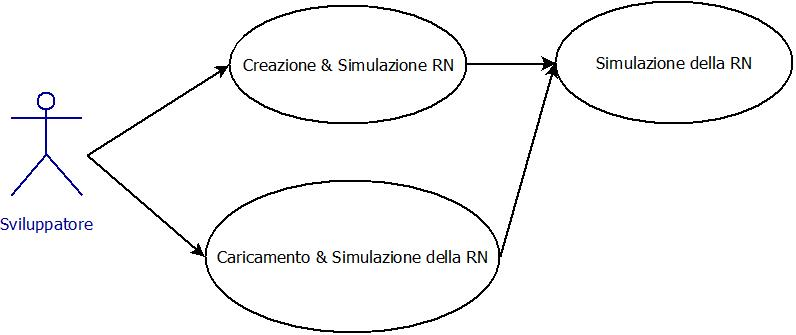 Creazione & Simulazione RN
Simulazione della RN
Sviluppatore
Caricamento & Simulazione della RN